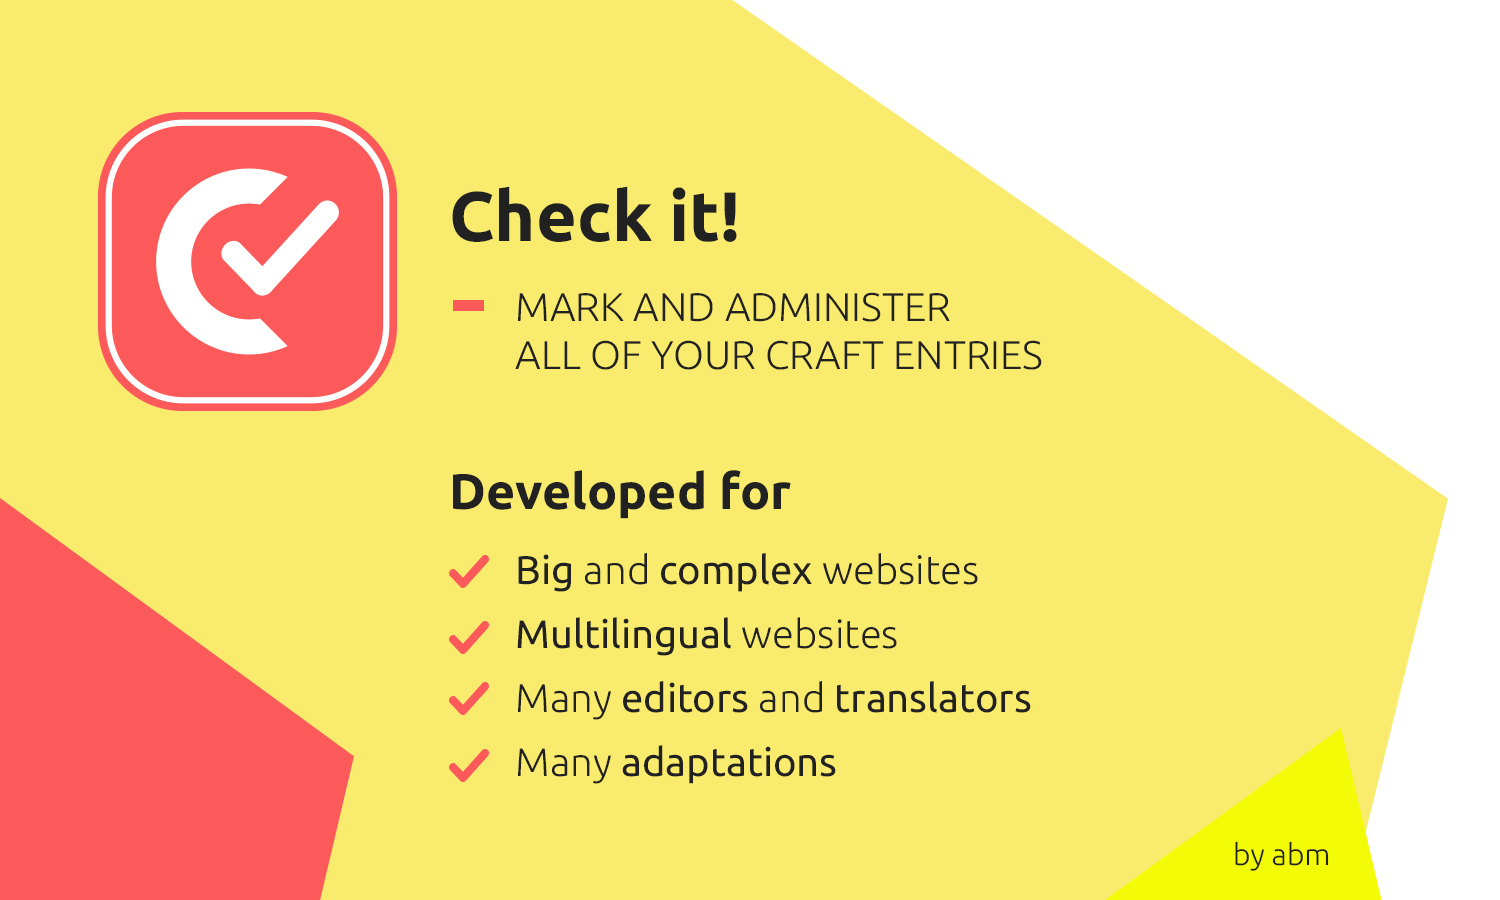 Check it!
MARK AND ADMINISTER
ALL OF YOUR CRAFT ENTRIES
Developed for
Big and complex websites
Multilingual websites
Many editors and translators
Many adaptations
by abm